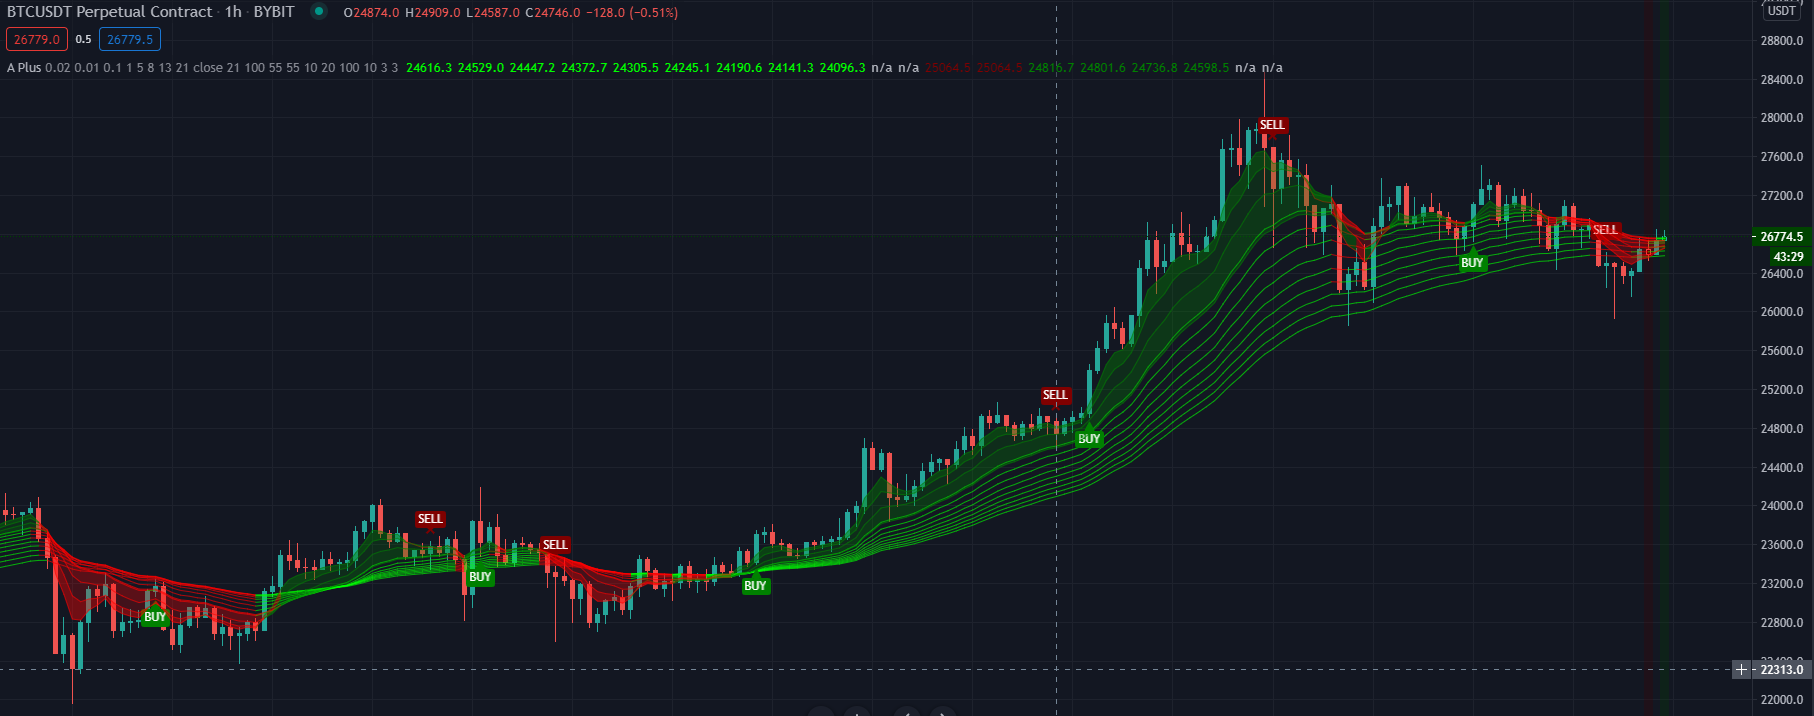 BTCUSDT Perpetual Contract · 1h · BYBIT O24874.0 H24909.0 L24587.0 C24746.0 −128.0 (−0.51%)
USDT
26779.0 0.5 26779.5
28800.0
A Plus 0.02 0.01 0.1 1 5 8 13 21 close 21 100 55 55 10 20 100 10 3 3 24616.3 24529.0 24447.2 24372.7 24305.5 24245.1 24190.6 24141.3 24096.3 n/a n/a 25064.5 25064.5 24816.7 24801.6 24736.8 24598.5 n/a n/a
28400.0
28000.0
SELL
27600.0
27200.0
SELL
26774.5
43:29
BUY
26400.0
26000.0
25600.0
25200.0
SELL
24800.0
BUY
24400.0
24000.0
SELL
23600.0
SELL
BUY
23200.0
BUY
22800.0
BUY
22313.0
22000.0